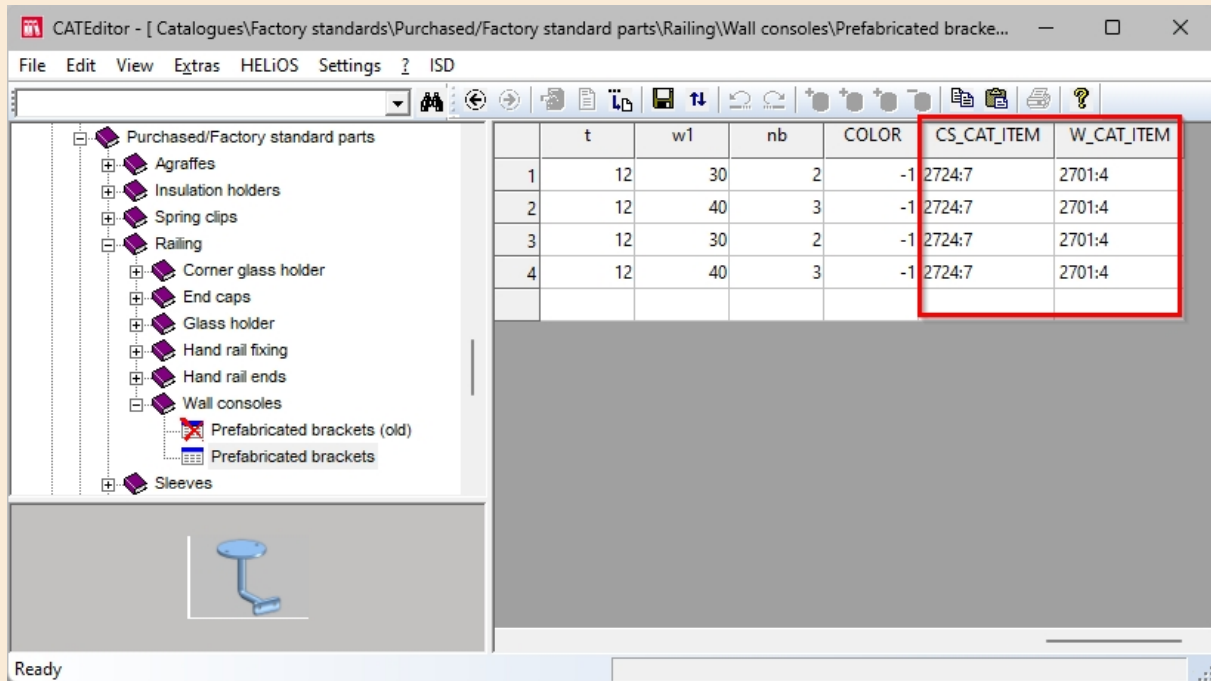 CATEditor - [ Catalogues\Factory standards\Purchased/Factory standard parts\Railing\Wall consoles\Prefabricated bracke...
File Edit View Extras HELiOS Settings ? ISD
Purchased/Factory standard parts
Agraffes
Insulation holders
Spring clips
Railing
Corner glass holder
End caps
Glass holder
Hand rail fixing
Hand rail ends
Wall consoles
Prefabricated brackets (old)
Prefabricated brackets
Sleeves
t w1 nb COLOR CS_CAT_ITEM W_CAT_ITEM
1 12 30 2 -1 2724:7 2701:4
2 12 40 3 -1 2724:7 2701:4
3 12 30 2 -1 2724:7 2701:4
4 12 40 3 -1 2724:7 2701:4
Ready